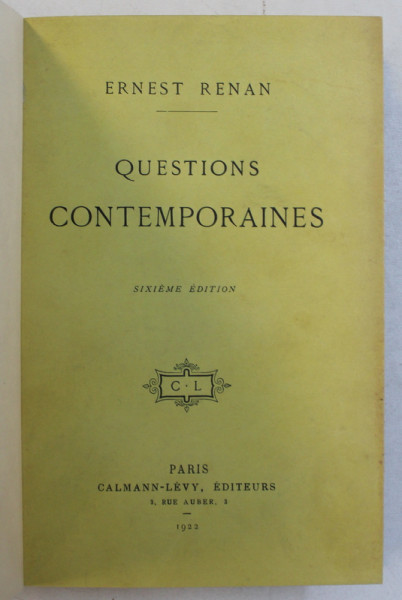 ERNEST RENAN
QUESTIONS
CONTEMPORAINES
SIXIÈME ÉDITION
C · L
PARIS
CALMANN-LÉVY, ÉDITEURS
3, RUE AUBER, 3
1922